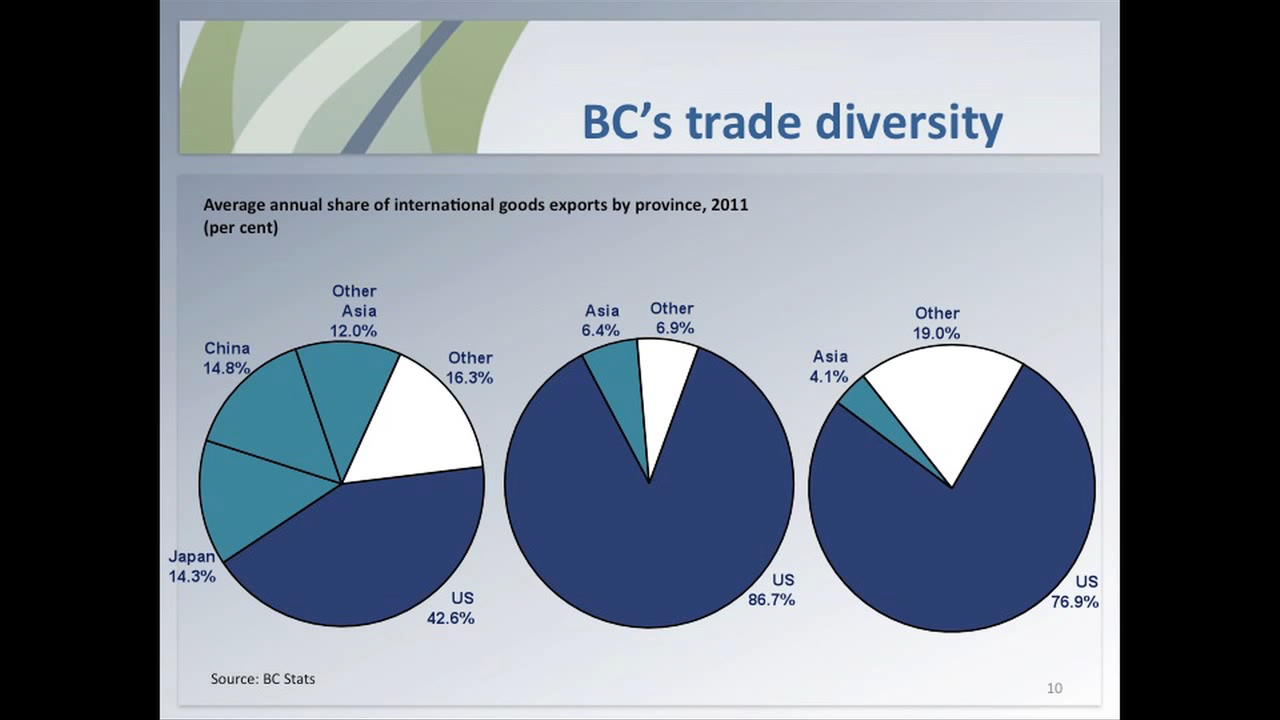 BC's trade diversity
Average annual share of international goods exports by province, 2011
(per cent)
Other
Asia
12.0%
China
14.8%
Other
16.3%
Japan
14.3%
US
42.6%
Asia
6.4%
Other
6.9%
US
86.7%
Other
19.0%
Asia
4.1%
US
76.9%
Source: BC Stats
10